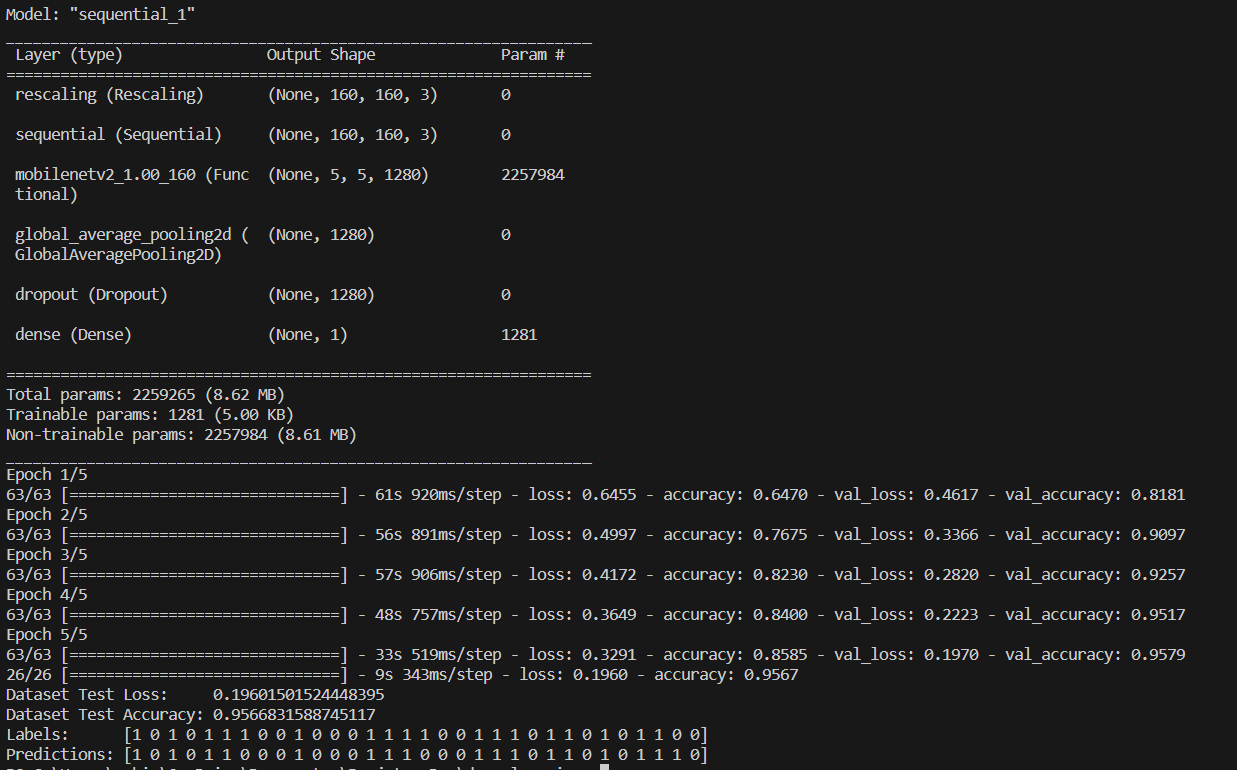 Model: "sequential_1"
_________________________________________________________________
Layer (type) Output Shape Param #
=================================================================
rescaling (Rescaling) (None, 160, 160, 3) 0
sequential (Sequential) (None, 160, 160, 3) 0
mobilenetv2_1.00_160 (Func (None, 5, 5, 1280) 2257984
tional)
global_average_pooling2d ( (None, 1280) 0
GlobalAveragePooling2D)
dropout (Dropout) (None, 1280) 0
dense (Dense) (None, 1) 1281
=================================================================
Total params: 2259265 (8.62 MB)
Trainable params: 1281 (5.00 KB)
Non-trainable params: 2257984 (8.61 MB)
_________________________________________________________________
Epoch 1/5
63/63 [==============================] - 61s 920ms/step - loss: 0.6455 - accuracy: 0.6470 - val_loss: 0.4617 - val_accuracy: 0.8181
Epoch 2/5
63/63 [==============================] - 56s 891ms/step - loss: 0.4997 - accuracy: 0.7675 - val_loss: 0.3366 - val_accuracy: 0.9097
Epoch 3/5
63/63 [==============================] - 57s 906ms/step - loss: 0.4172 - accuracy: 0.8230 - val_loss: 0.2820 - val_accuracy: 0.9257
Epoch 4/5
63/63 [==============================] - 48s 757ms/step - loss: 0.3649 - accuracy: 0.8400 - val_loss: 0.2223 - val_accuracy: 0.9517
Epoch 5/5
63/63 [==============================] - 33s 519ms/step - loss: 0.3291 - accuracy: 0.8585 - val_loss: 0.1970 - val_accuracy: 0.9579
26/26 [==============================] - 9s 343ms/step - loss: 0.1960 - accuracy: 0.9567
Dataset Test Loss: 0.19601501524448395
Dataset Test Accuracy: 0.9566831588745117
Labels: [1 0 1 0 1 1 1 0 0 1 0 0 0 1 1 1 1 0 0 1 1 1 0 1 1 0 1 0 1 1 0 0]
Predictions: [1 0 1 0 1 1 0 0 0 1 0 0 0 1 1 1 0 0 0 1 1 1 0 1 1 0 1 0 1 1 1 0]